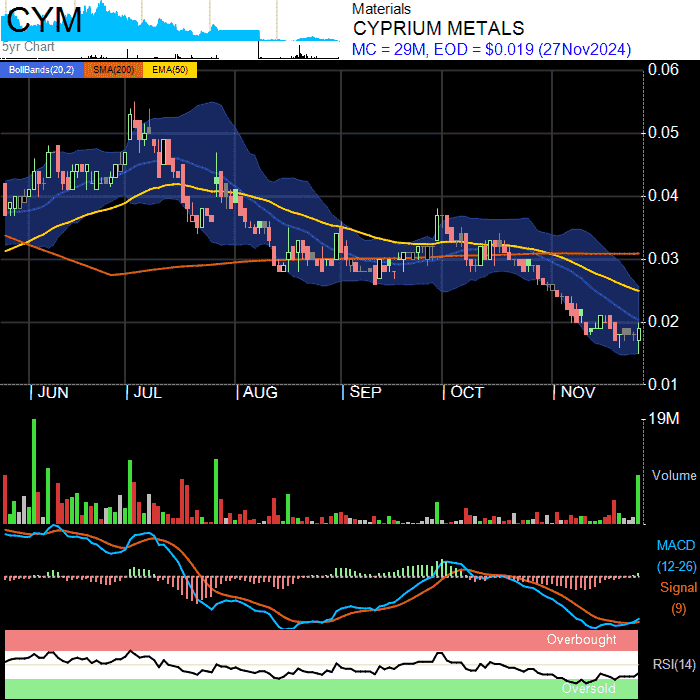 CYM
5yr Chart
Materials
CYPRIUM METALS
MC = 29M, EOD = $0.019 (27Nov2024)
BollBands(20,2) SMA(200) EMA(50)
0.06
0.05
0.04
0.03
0.02
0.01
JUN JUL AUG SEP OCT NOV
19M
Volume
MACD
(12-26)
Signal
(9)
Overbought
RSI(14)
Oversold